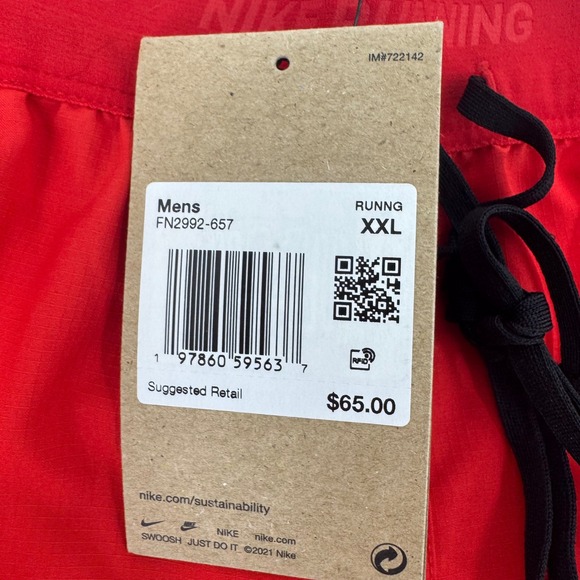 NIKE RUNNING
IM#722142
Mens
RUNNG
FN2992-657
XXL
1 97860 59563 7
RFID
Suggested Retail
$65.00
nike.com/sustainability
NIKE nike.com
SWOOSH JUST DO IT ©2021 Nike